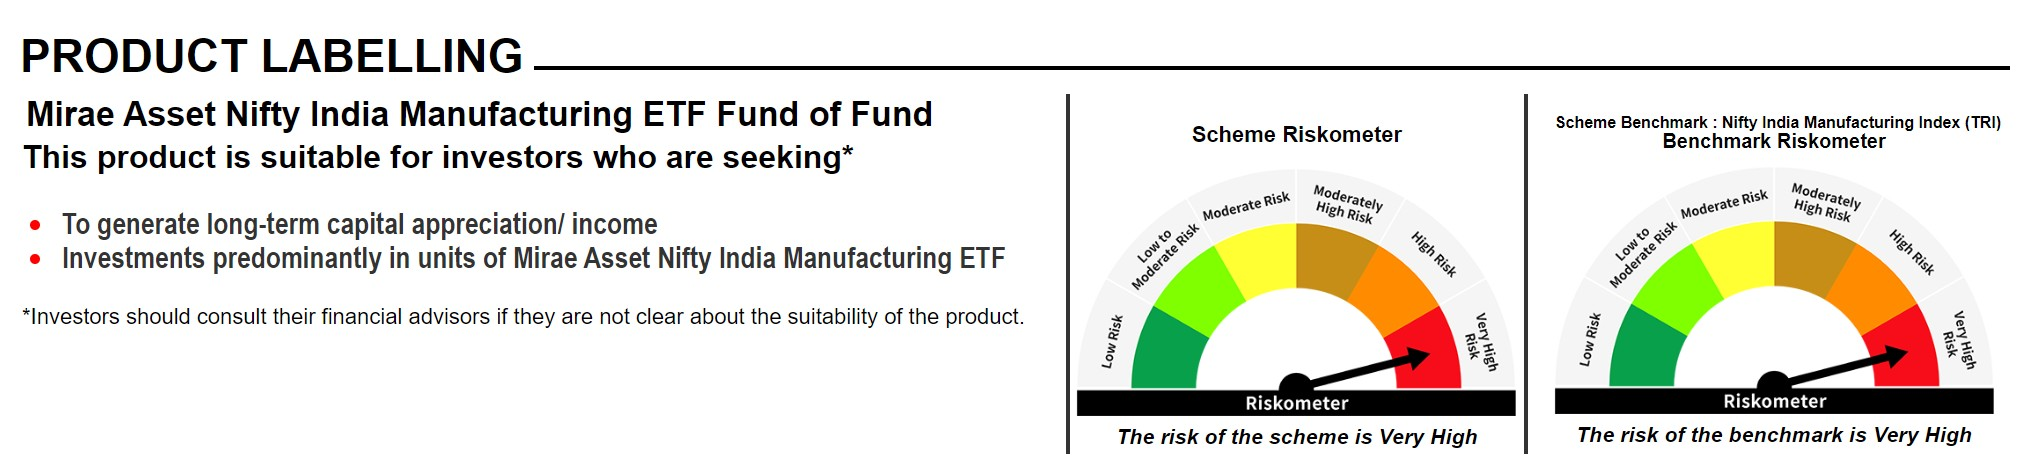 PRODUCT LABELLING
Mirae Asset Nifty India Manufacturing ETF Fund of Fund
This product is suitable for investors who are seeking*
• To generate long-term capital appreciation/ income
• Investments predominantly in units of Mirae Asset Nifty India Manufacturing ETF
*Investors should consult their financial advisors if they are not clear about the suitability of the product.
Scheme Riskometer
Low Risk
Low to
Moderate Risk
Moderate Risk
Moderately
High Risk
High Risk
Very High
Risk
Riskometer
The risk of the scheme is Very High
Scheme Benchmark : Nifty India Manufacturing Index (TRI)
Benchmark Riskometer
Low Risk
Low to
Moderate Risk
Moderate Risk
Moderately
High Risk
High Risk
Very High
Risk
Riskometer
The risk of the benchmark is Very High